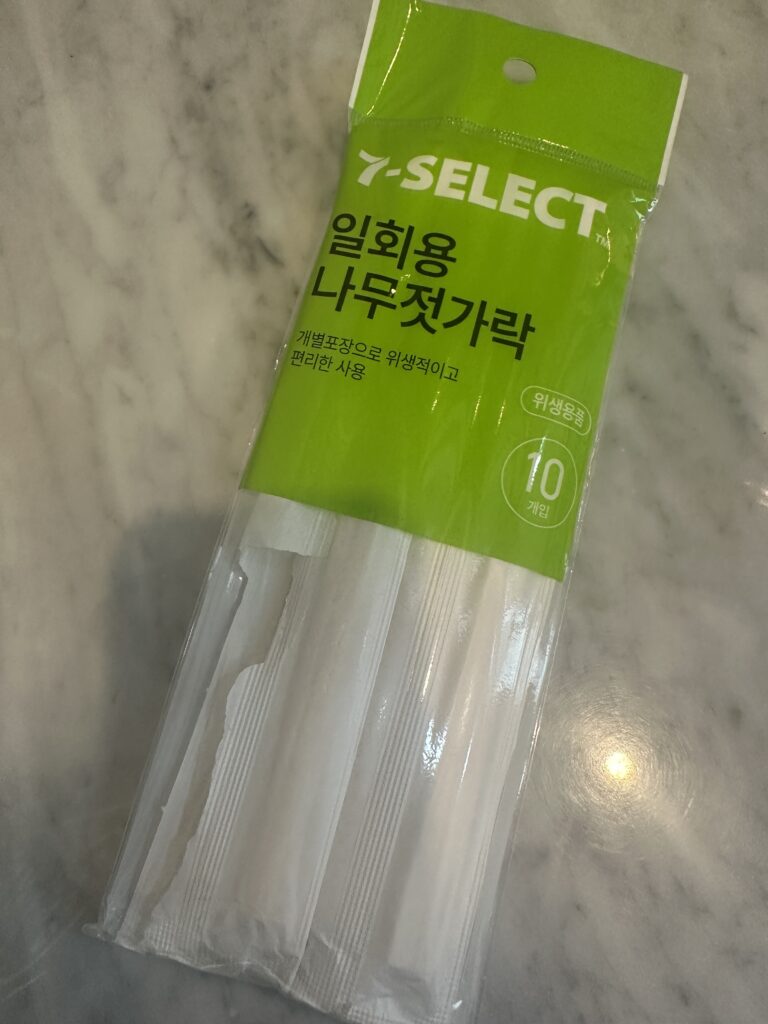 7-SELECT™
일회용
나무젓가락
개별포장으로 위생적이고
편리한 사용
위생용품
10
개입